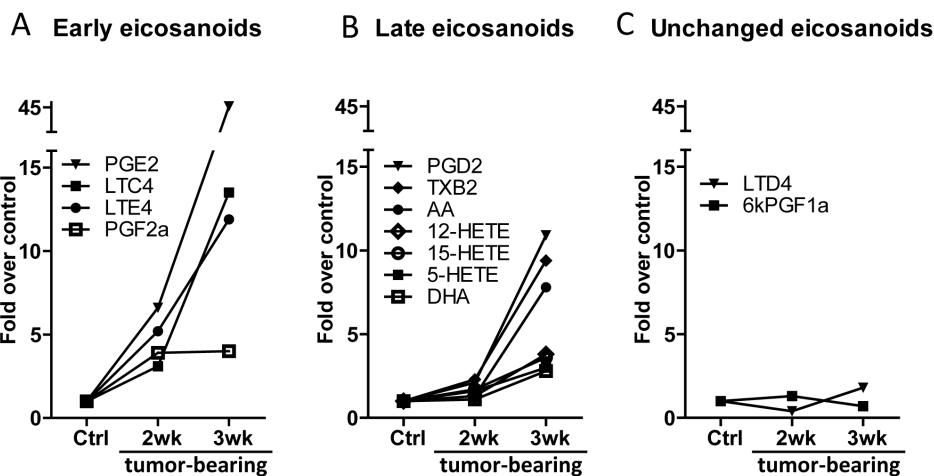 A Early eicosanoids
45
15
10
5
0
Fold over control
PGE2
LTC4
LTE4
PGF2a
Ctrl 2wk 3wk
tumor-bearing
B Late eicosanoids
45
15
10
5
0
Fold over control
PGD2
TXB2
AA
12-HETE
15-HETE
5-HETE
DHA
Ctrl 2wk 3wk
tumor-bearing
C Unchanged eicosanoids
45
15
10
5
0
Fold over control
LTD4
6kPGF1a
Ctrl 2wk 3wk
tumor-bearing